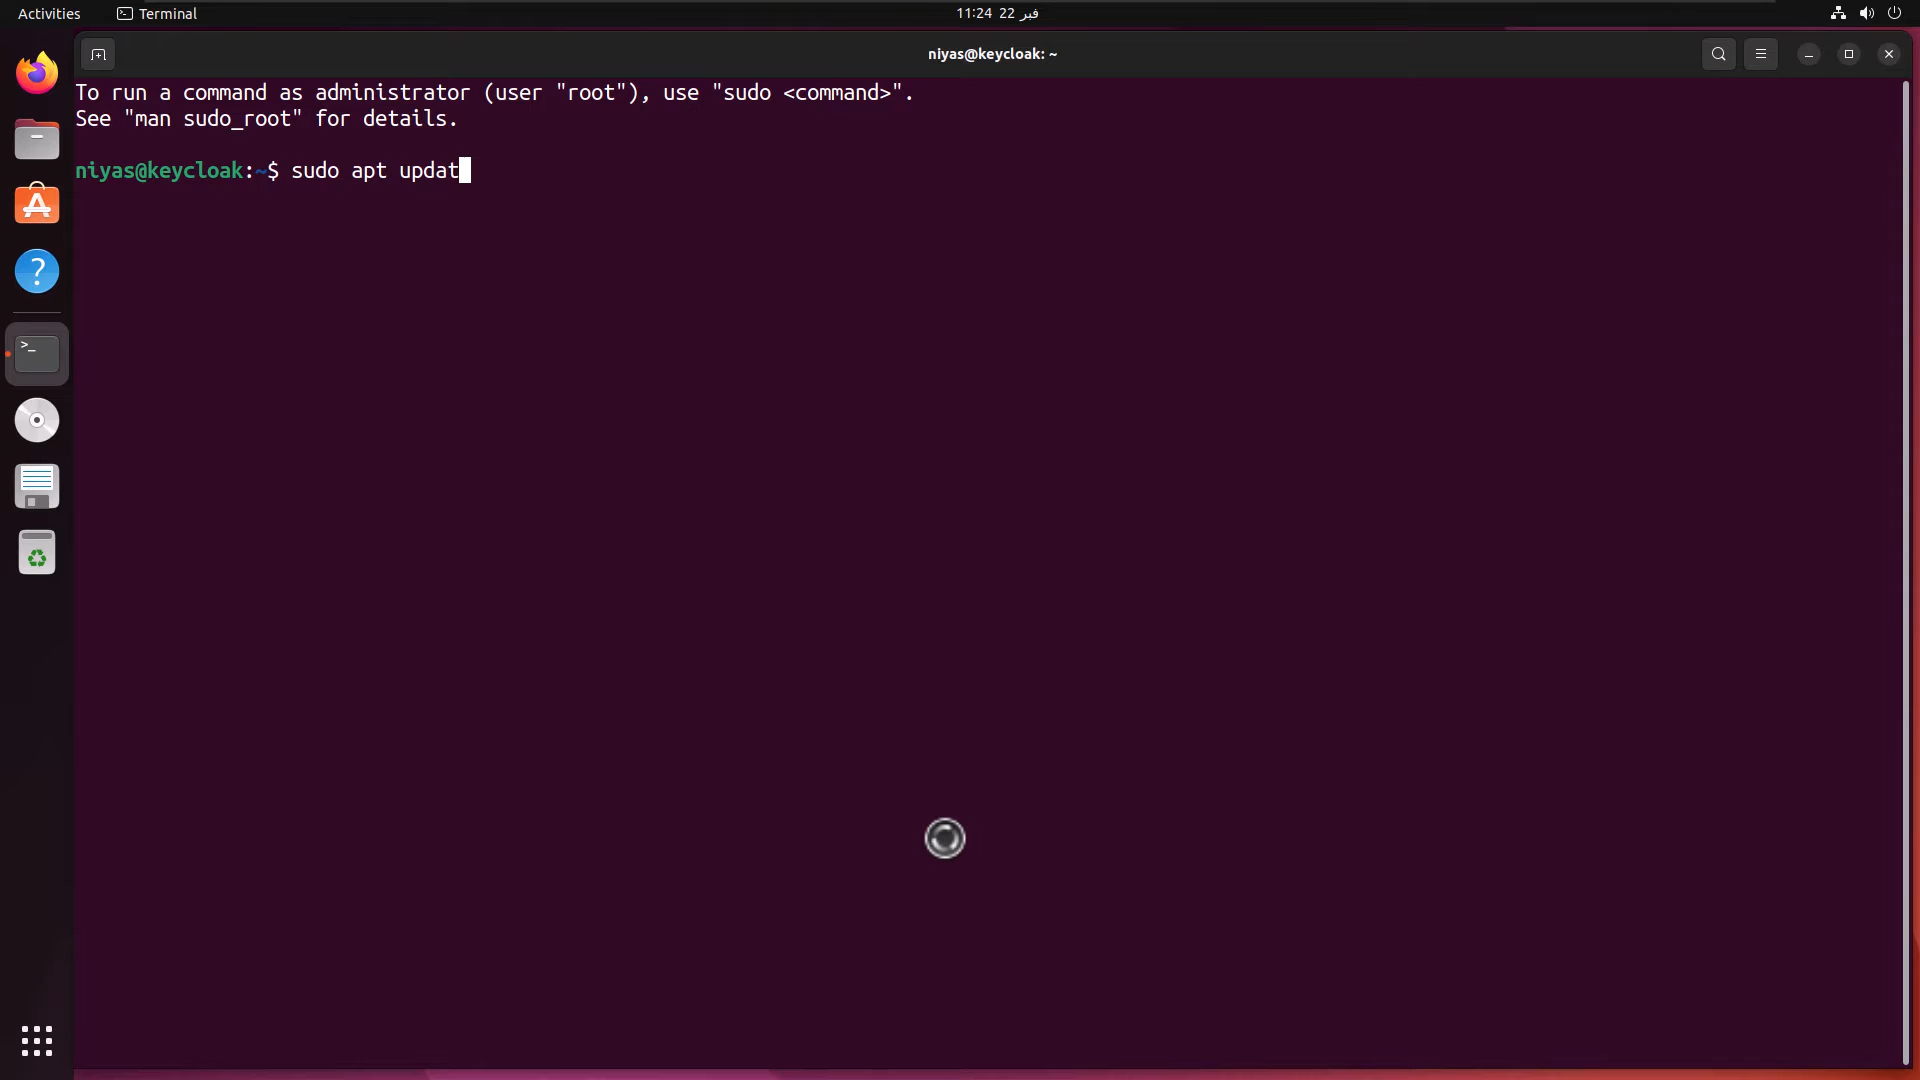 Activities Terminal 11:24 22 فبر
niyas@keycloak: ~
To run a command as administrator (user "root"), use "sudo <command>".
See "man sudo_root" for details.
niyas@keycloak:~$ sudo apt updat